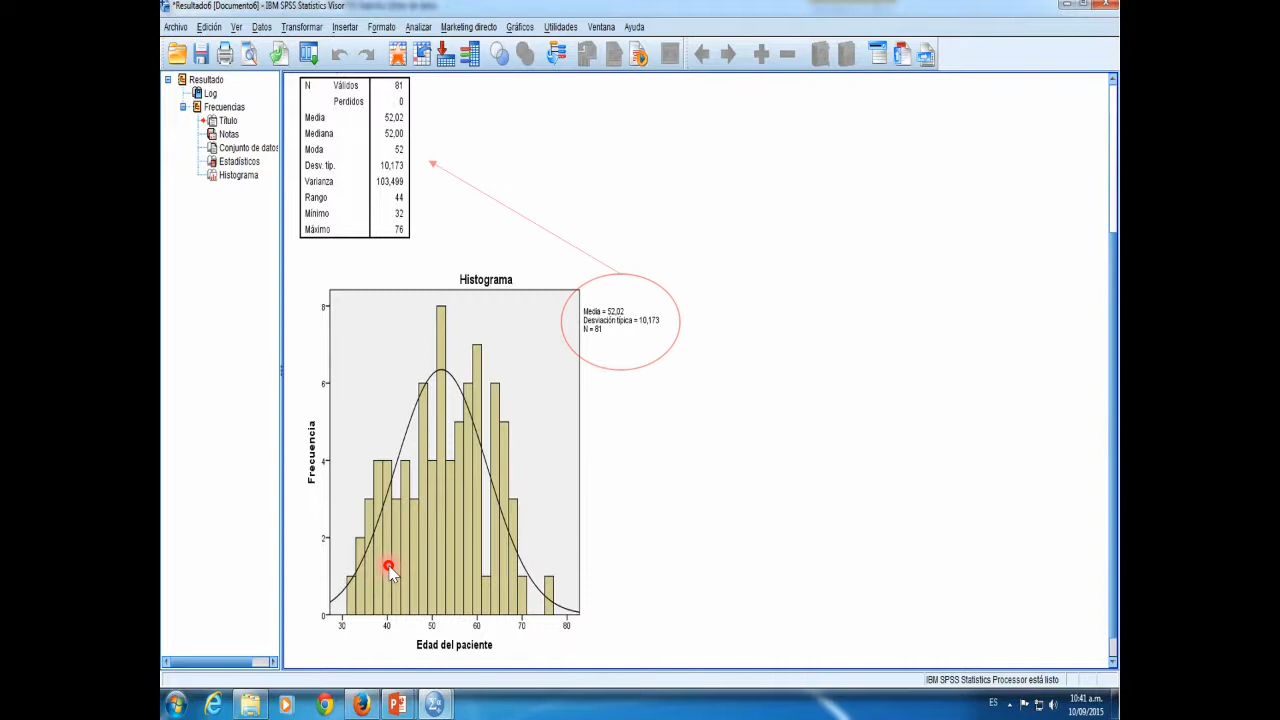 *Resultado6 [Documento6] - IBM SPSS Statistics Visor
Archivo Edición Ver Datos Transformar Insertar Formato Analizar Marketing directo Gráficos Utilidades Ventana Ayuda
Resultado
Log
Frecuencias
Título
Notas
Conjunto de datos
Estadísticos
Histograma
N Válidos 81
Perdidos 0
Media 52,02
Mediana 52,00
Moda 52
Desv. típ. 10,173
Varianza 103,499
Rango 44
Mínimo 32
Máximo 76
Histograma
Media = 52,02
Desviación típica = 10,173
N = 81
8
6
4
2
0
Frecuencia
30 40 50 60 70 80
Edad del paciente
IBM SPSS Statistics Processor está listo
ES
10:41 a.m.
10/09/2015